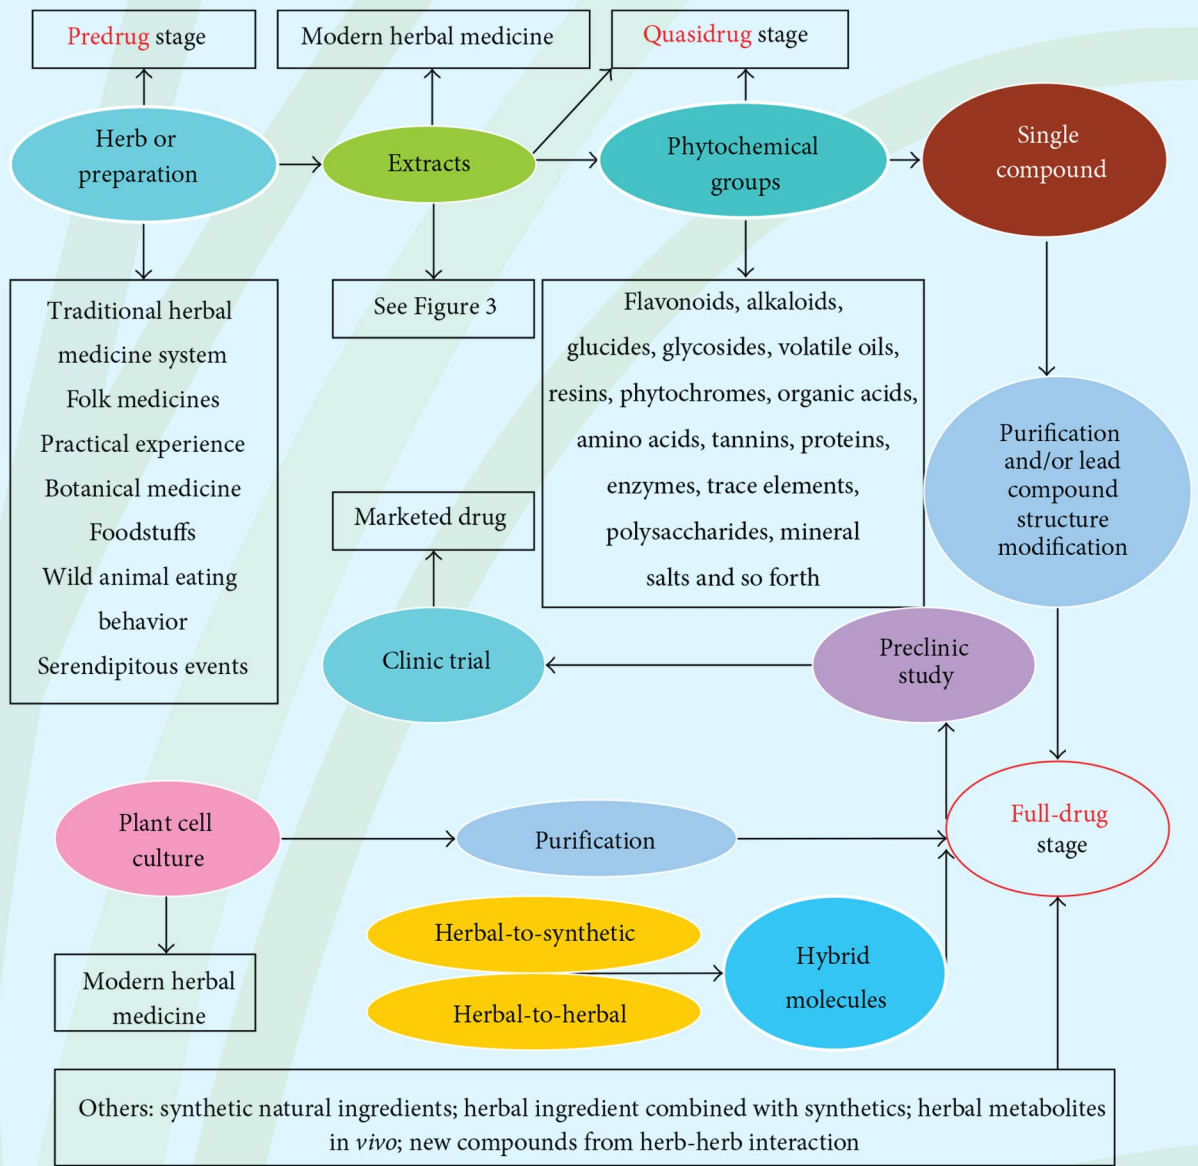 Predrug stage
Modern herbal medicine
Quasidrug stage
Herb or
preparation
Extracts
Phytochemical
groups
Single
compound
Traditional herbal
medicine system
Folk medicines
Practical experience
Botanical medicine
Foodstuffs
Wild animal eating
behavior
Serendipitous events
See Figure 3
Flavonoids, alkaloids,
glucides, glycosides, volatile oils,
resins, phytochromes, organic acids,
amino acids, tannins, proteins,
enzymes, trace elements,
polysaccharides, mineral
salts and so forth
Purification
and/or lead
compound
structure
modification
Marketed drug
Clinic trial
Preclinic
study
Plant cell
culture
Purification
Full-drug
stage
Herbal-to-synthetic
Herbal-to-herbal
Hybrid
molecules
Modern herbal
medicine
Others: synthetic natural ingredients; herbal ingredient combined with synthetics; herbal metabolites
in vivo; new compounds from herb-herb interaction